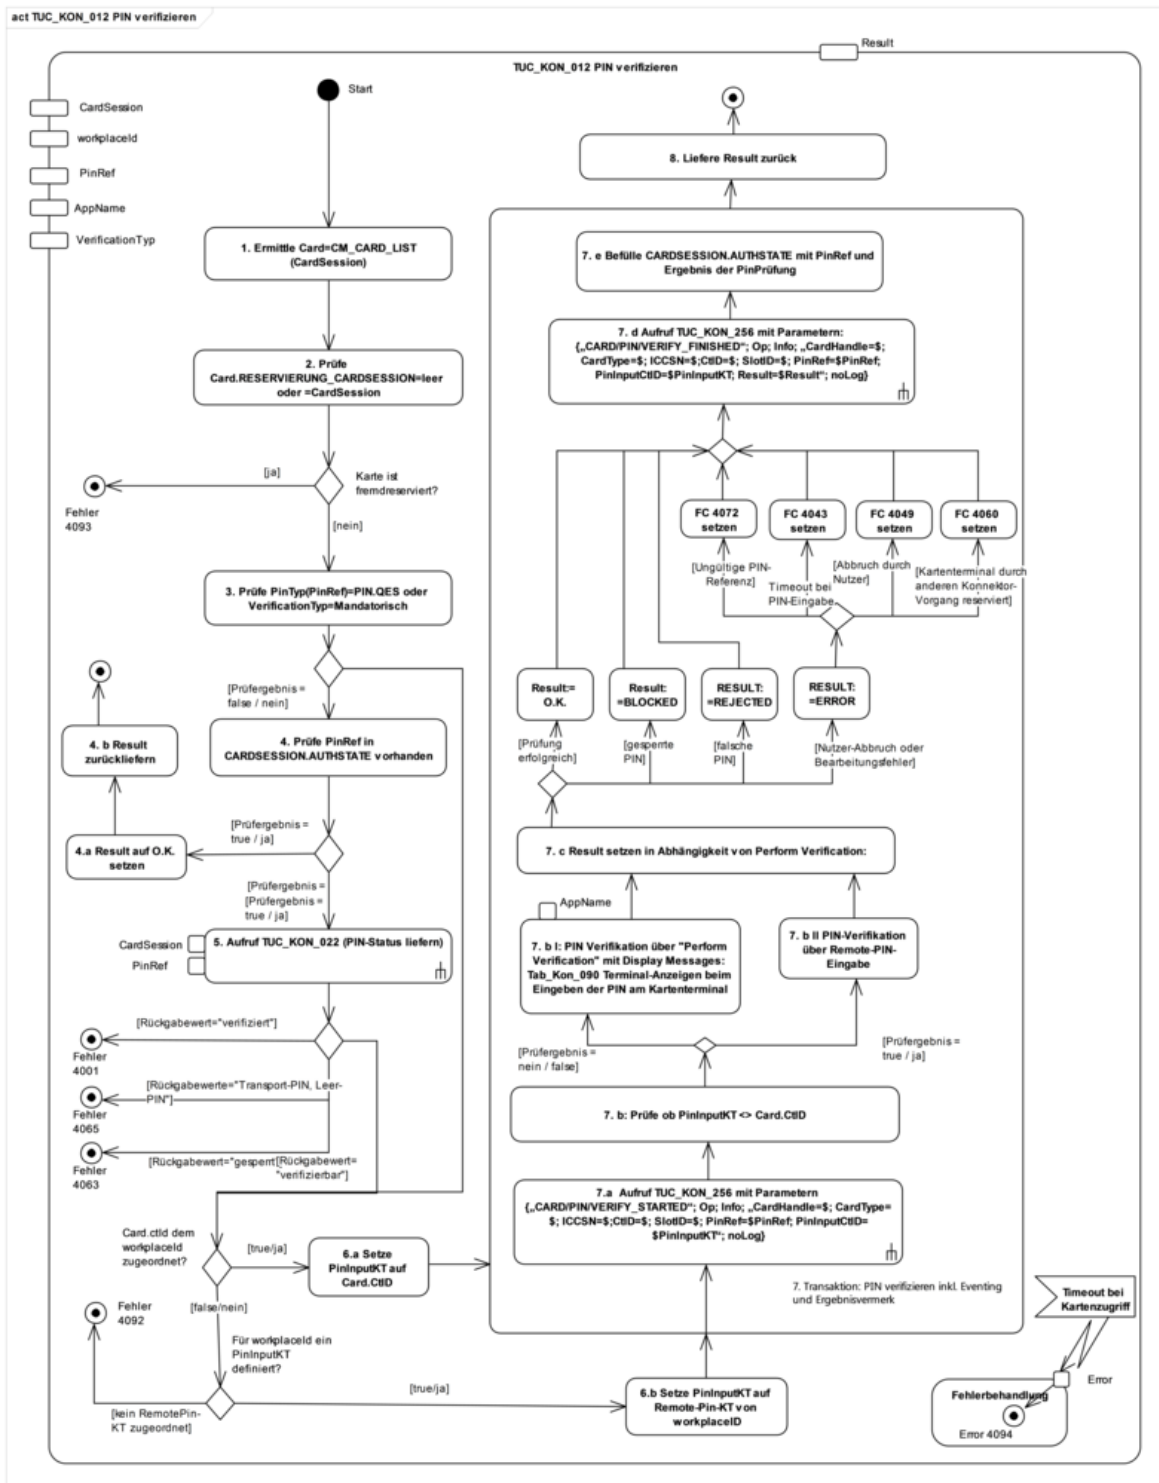 act TUC_KON_012 PIN verifizieren
Result
TUC_KON_012 PIN verifizieren
CardSession
workplaceId
PinRef
AppName
VerificationTyp
Start
1. Ermittle Card=CM_CARD_LIST
(CardSession)
2. Prüfe
Card.RESERVIERUNG_CARDSESSION=leer
oder =CardSession
[ja]
Karte ist
fremdreserviert?
Fehler
4093
[nein]
3. Prüfe PinTyp(PinRef)=PIN.QES oder
VerificationTyp=Mandatorisch
[Prüfergebnis =
false / nein]
4. Prüfe PinRef in
CARDSESSION.AUTHSTATE vorhanden
4. b Result
zurückliefern
[Prüfergebnis =
true / ja]
4.a Result auf O.K.
setzen
[Prüfergebnis =
[Prüfergebnis =
true / ja]
CardSession
PinRef
5. Aufruf TUC_KON_022 (PIN-Status liefern)
[Rückgabewert="verifiziert"]
Fehler
4001
[Rückgabewerte="Transport-PIN, Leer-
PIN"]
Fehler
4065
[Rückgabewert="gesperrt
[Rückgabewert=
"verifizierbar"]
Fehler
4063
Card.ctId dem
workplaceId
zugeordnet?
[true/ja]
6.a Setze
PinInputKT auf
Card.CtID
[false/nein]
Fehler
4092
Für workplaceId ein
PinInputKT
definiert?
[true/ja]
[kein RemotePin-
KT zugeordnet]
6.b Setze PinInputKT auf
Remote-Pin-KT von
workplaceID
8. Liefere Result zurück
7. e Befülle CARDSESSION.AUTHSTATE mit PinRef und
Ergebnis der PinPrüfung
7. d Aufruf TUC_KON_256 mit Parametern:
{„CARD/PIN/VERIFY_FINISHED“; Op; Info; „CardHandle=$;
CardType=$; ICCSN=$;CtID=$; SlotID=$; PinRef=$PinRef;
PinInputCtID=$PinInputKT; Result=$Result“; noLog}
FC 4072
setzen
FC 4043
setzen
FC 4049
setzen
FC 4060
setzen
[Ungültige PIN-
Referenz]
Timeout bei
PIN-Eingabe
[Abbruch durch
Nutzer]
[Kartenterminal durch
anderen Konnektor-
Vorgang reserviert]
Result:=
O.K.
Result:
=BLOCKED
RESULT:
=REJECTED
RESULT:
=ERROR
[Prüfung
erfolgreich]
[gesperrte
PIN]
[falsche
PIN]
[Nutzer-Abbruch oder
Bearbeitungsfehler]
7. c Result setzen in Abhängigkeit von Perform Verification:
AppName
7. b I: PIN Verifikation über "Perform
Verification" mit Display Messages:
Tab_Kon_090 Terminal-Anzeigen beim
Eingeben der PIN am Kartenterminal
7. b II PIN-Verifikation
über Remote-PIN-
Eingabe
[Prüfergebnis =
nein / false]
[Prüfergebnis =
true / ja]
7. b: Prüfe ob PinInputKT <> Card.CtID
7.a Aufruf TUC_KON_256 mit Parametern
{„CARD/PIN/VERIFY_STARTED“; Op; Info; „CardHandle=$; CardType=
$; ICCSN=$;CtID=$; SlotID=$; PinRef=$PinRef; PinInputCtID=
$PinInputKT“; noLog}
7. Transaktion: PIN verifizieren inkl. Eventing
und Ergebnisvermerk
Timeout bei
Kartenzugriff
Error
Fehlerbehandlung
Error 4094